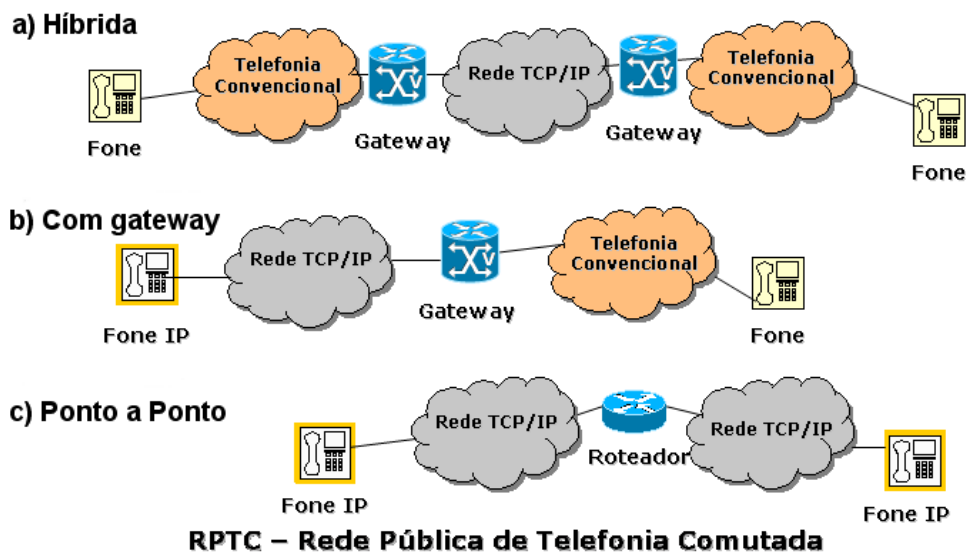 a) Híbrida
Telefonia
Convencional
Rede TCP/IP
Telefonia
Convencional
V
V
Gateway
Gateway
Fone
Fone
b) Com gateway
Rede TCP/IP
V
Telefonia
Convencional
Gateway
Fone IP
Fone
c) Ponto a Ponto
Rede TCP/IP
Rede TCP/IP
Roteador
Fone IP
Fone IP
RPTC – Rede Pública de Telefonia Comutada